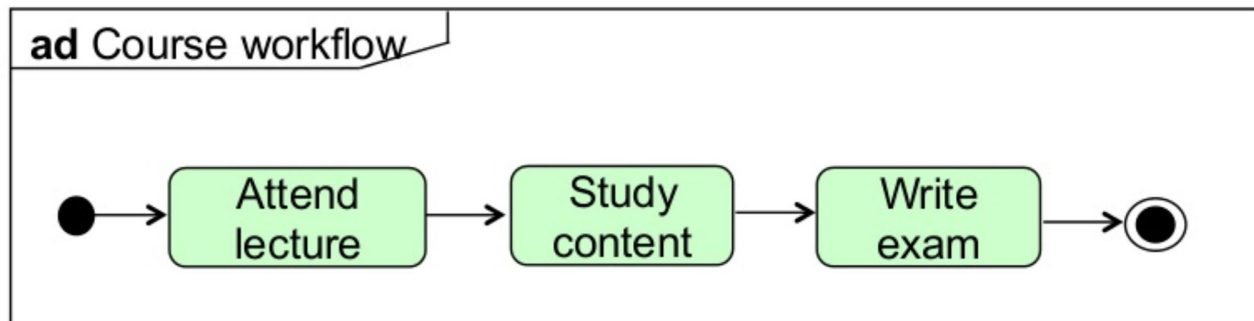 ad Course workflow
Attend
lecture
Study
content
Write
exam